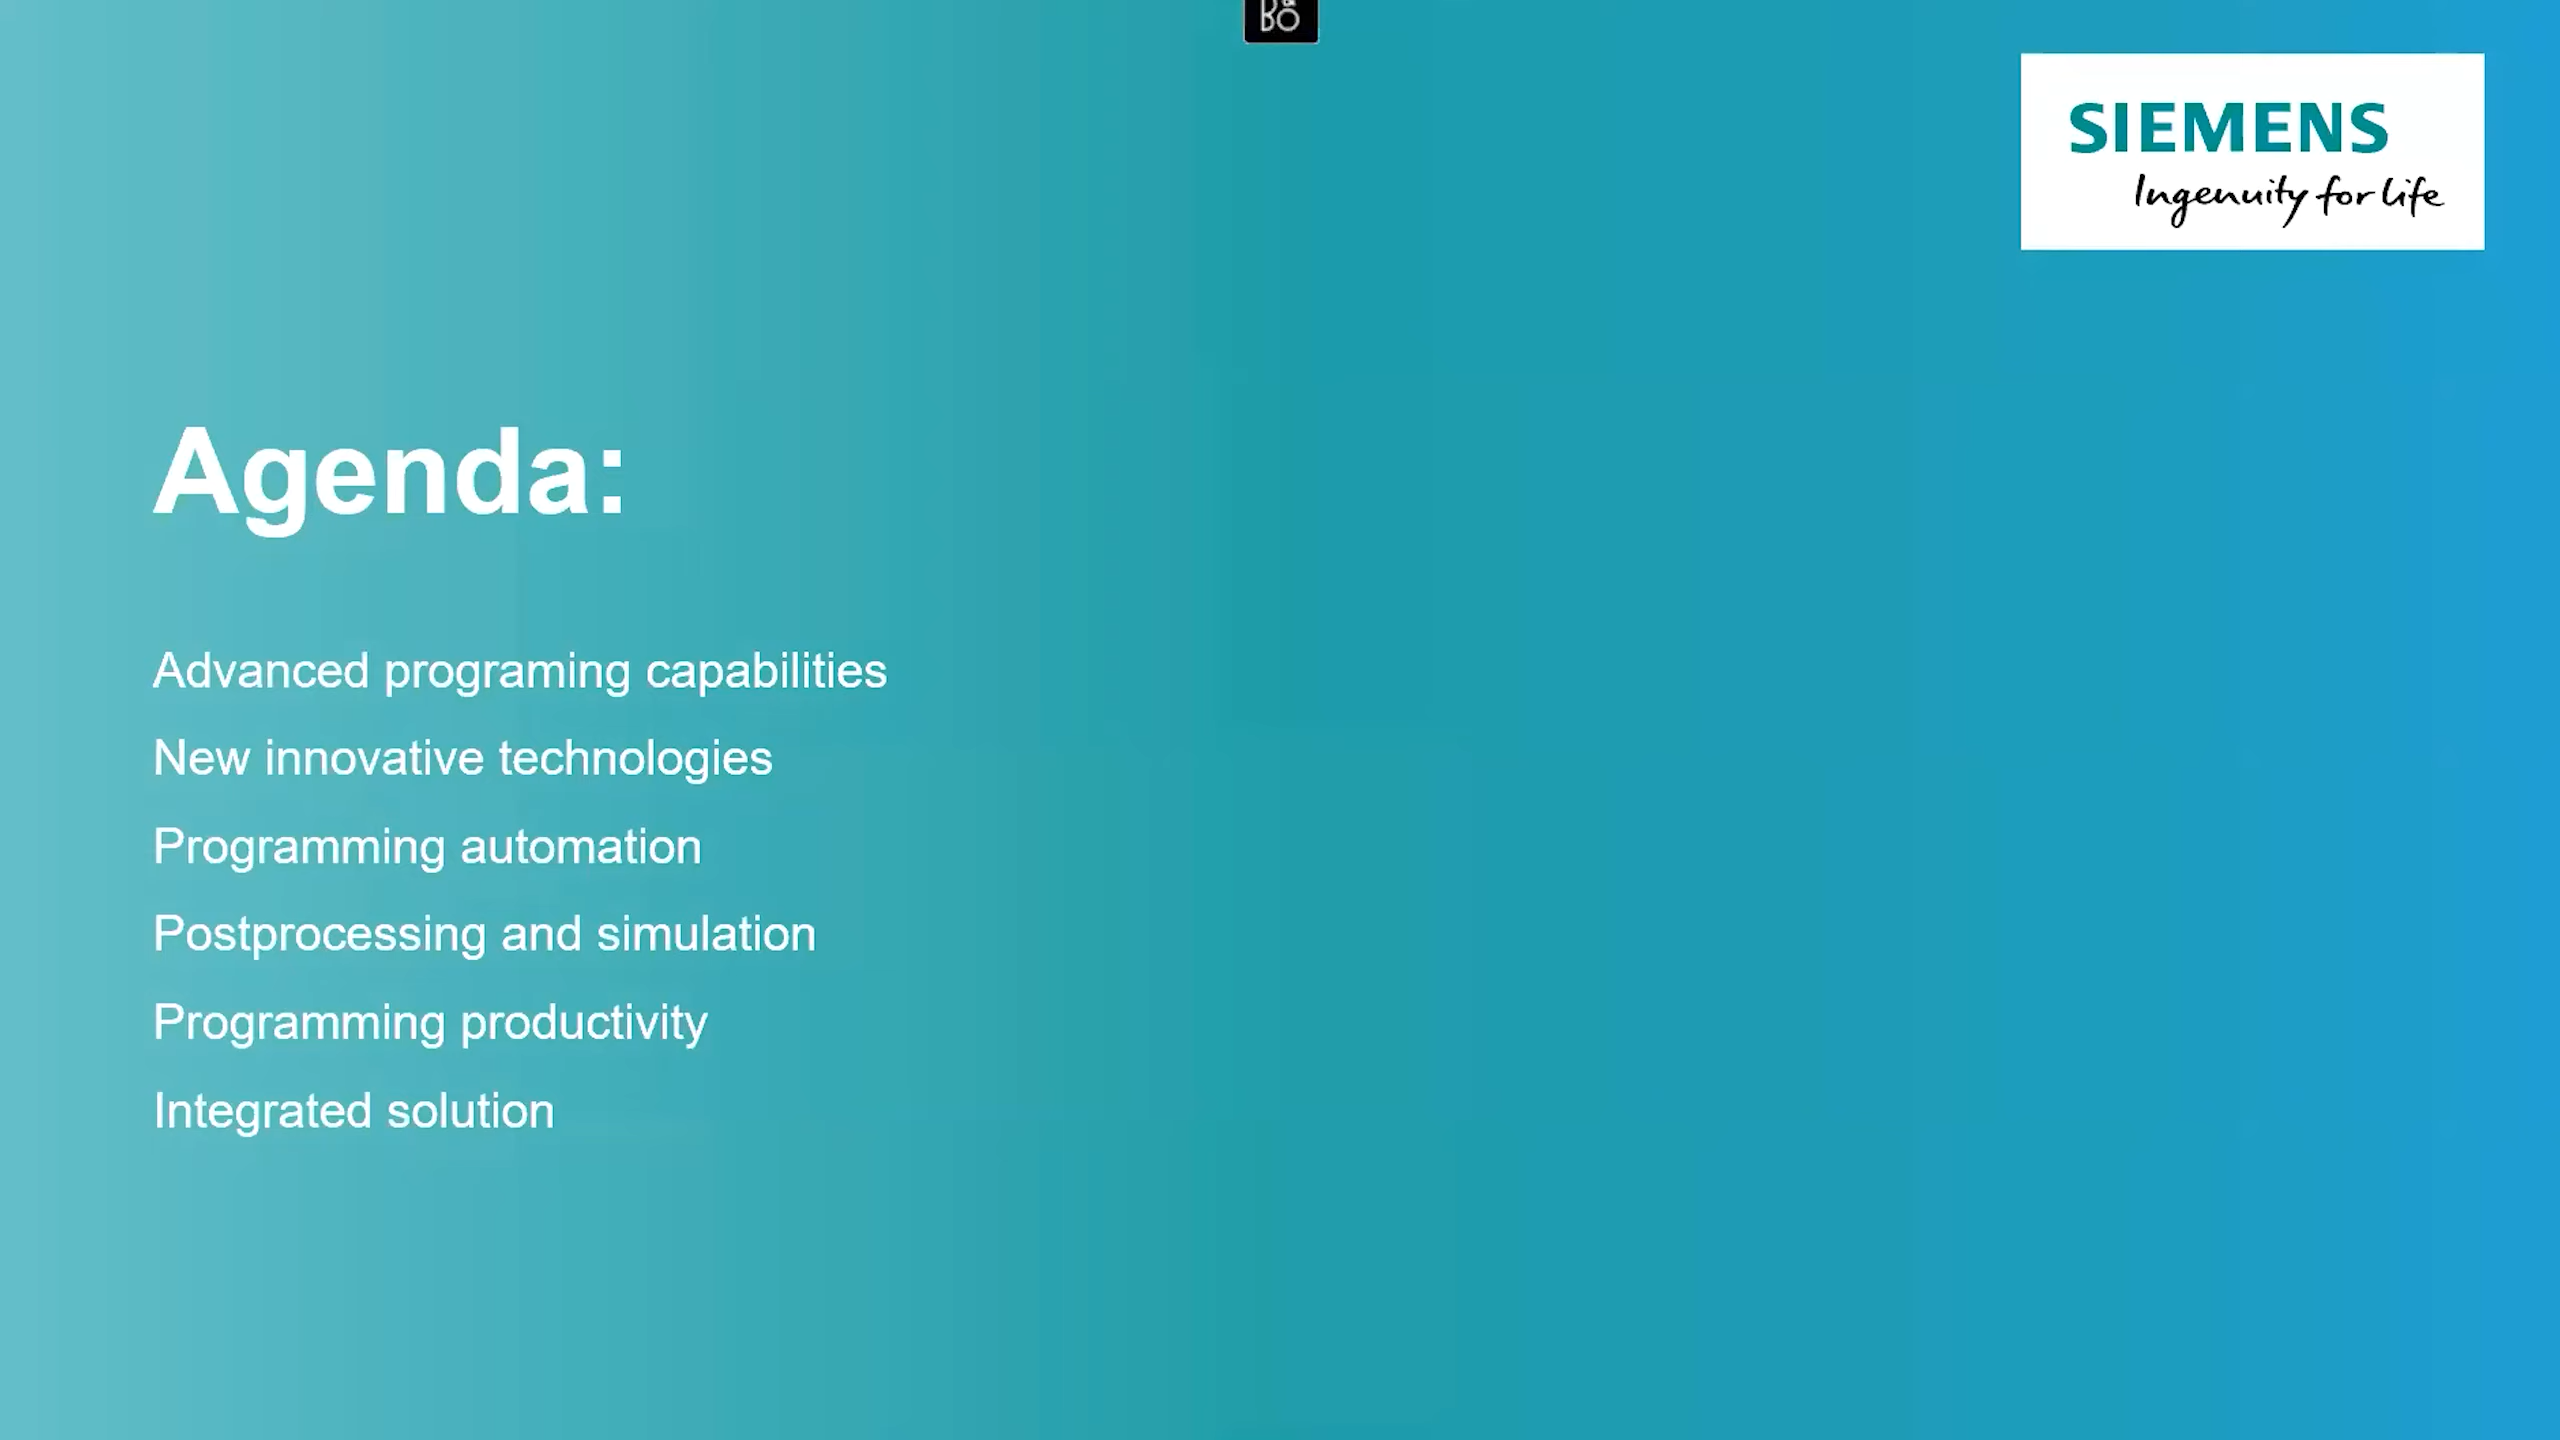 SIEMENS
Ingenuity for life
Agenda:
Advanced programing capabilities
New innovative technologies
Programming automation
Postprocessing and simulation
Programming productivity
Integrated solution